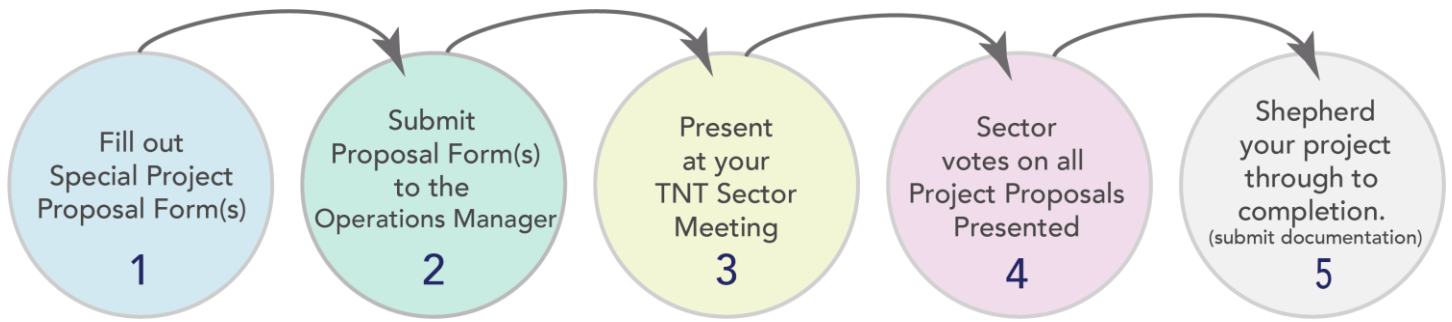 Fill out
Special Project
Proposal Form(s)
1
Submit
Proposal Form(s)
to the
Operations Manager
2
Present
at your
TNT Sector
Meeting
3
Sector
votes on all
Project Proposals
Presented
4
Shepherd
your project
through to
completion.
(submit documentation)
5